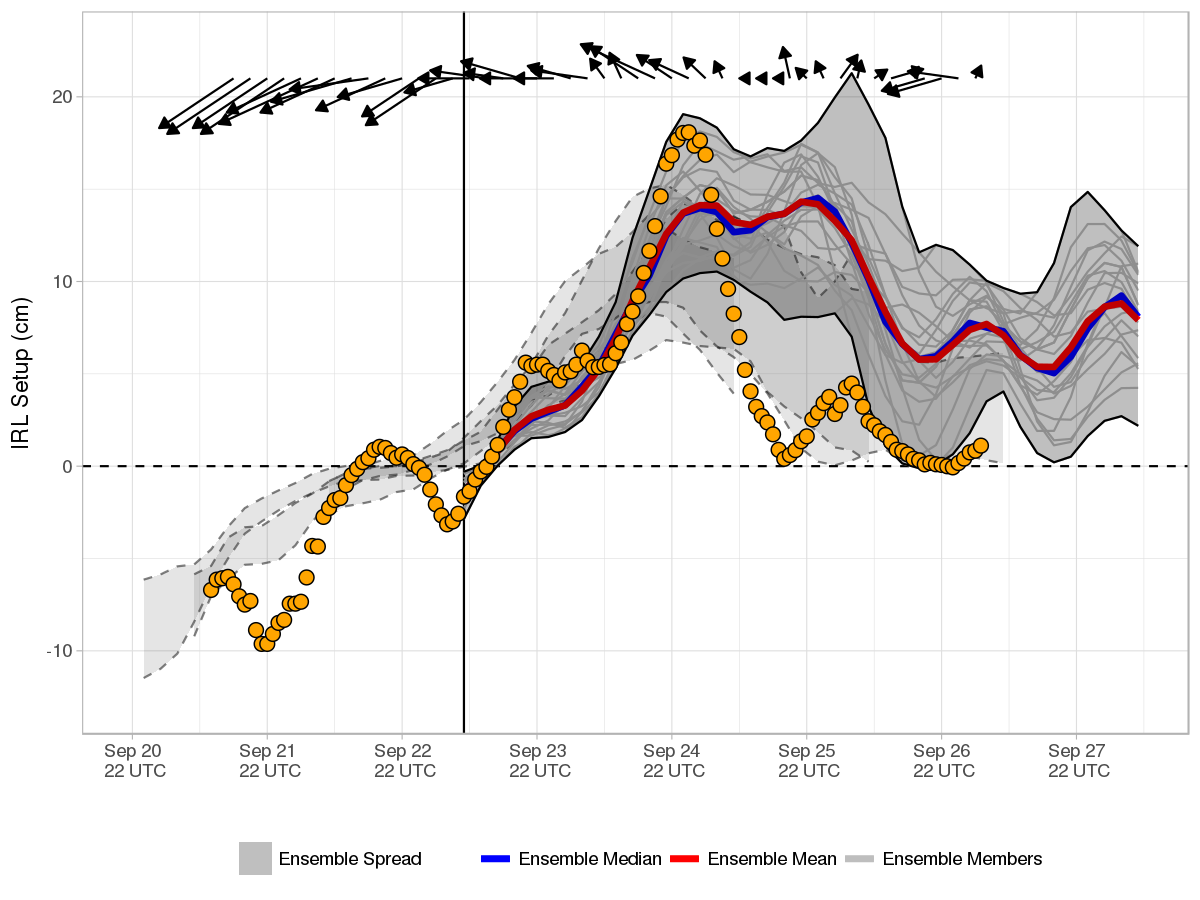 IRL Setup (cm)
20
10
0
-10
Sep 20 Sep 21 Sep 22 Sep 23 Sep 24 Sep 25 Sep 26 Sep 27
22 UTC 22 UTC 22 UTC 22 UTC 22 UTC 22 UTC 22 UTC 22 UTC
Ensemble Spread Ensemble Median Ensemble Mean Ensemble Members